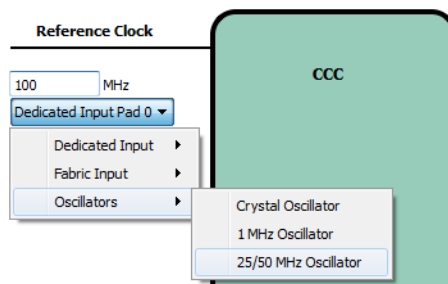 Reference Clock
CCC
100 MHz
Dedicated Input Pad 0
Dedicated Input
Fabric Input
Oscillators
Crystal Oscillator
1 MHz Oscillator
25/50 MHz Oscillator